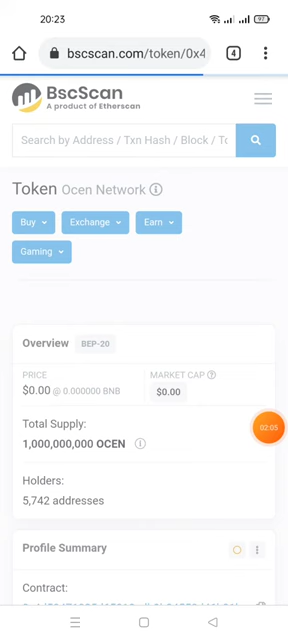 20:23
97
bscscan.com/token/0x4
4
BscScan
A product of Etherscan
Search by Address / Txn Hash / Block / To
Token Ocen Network
Buy
Exchange
Earn
Gaming
Overview BEP-20
PRICE
MARKET CAP
$0.00 @ 0.000000 BNB
$0.00
Total Supply:
1,000,000,000 OCEN
02:05
Holders:
5,742 addresses
Profile Summary
Contract: